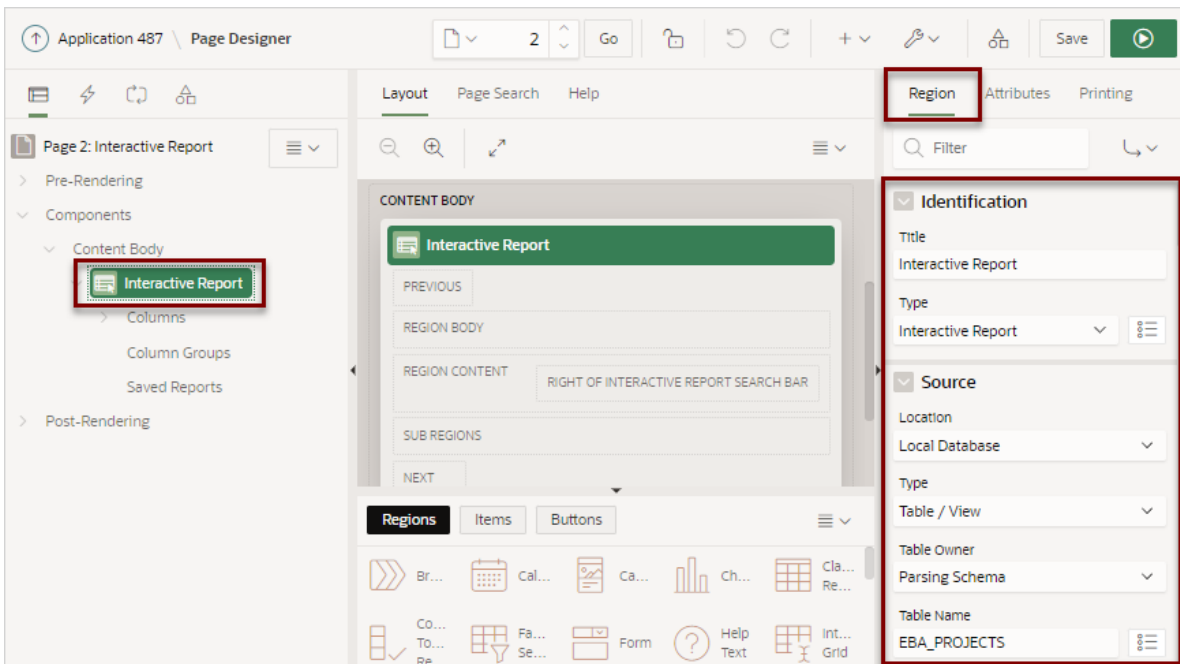 Application 487 \ Page Designer
2
Go
Save
Page 2: Interactive Report
Pre-Rendering
Components
Content Body
Interactive Report
Columns
Column Groups
Saved Reports
Post-Rendering
Layout Page Search Help
CONTENT BODY
Interactive Report
PREVIOUS
REGION BODY
REGION CONTENT
RIGHT OF INTERACTIVE REPORT SEARCH BAR
SUB REGIONS
NEXT
Regions Items Buttons
Br... Cal... Ca... Ch... Cla...
Re...
Co...
To...
Re...
Fa...
Se...
Form
Help
Text
Int...
Grid
Region Attributes Printing
Filter
Identification
Title
Interactive Report
Type
Interactive Report
Source
Location
Local Database
Type
Table / View
Table Owner
Parsing Schema
Table Name
EBA_PROJECTS